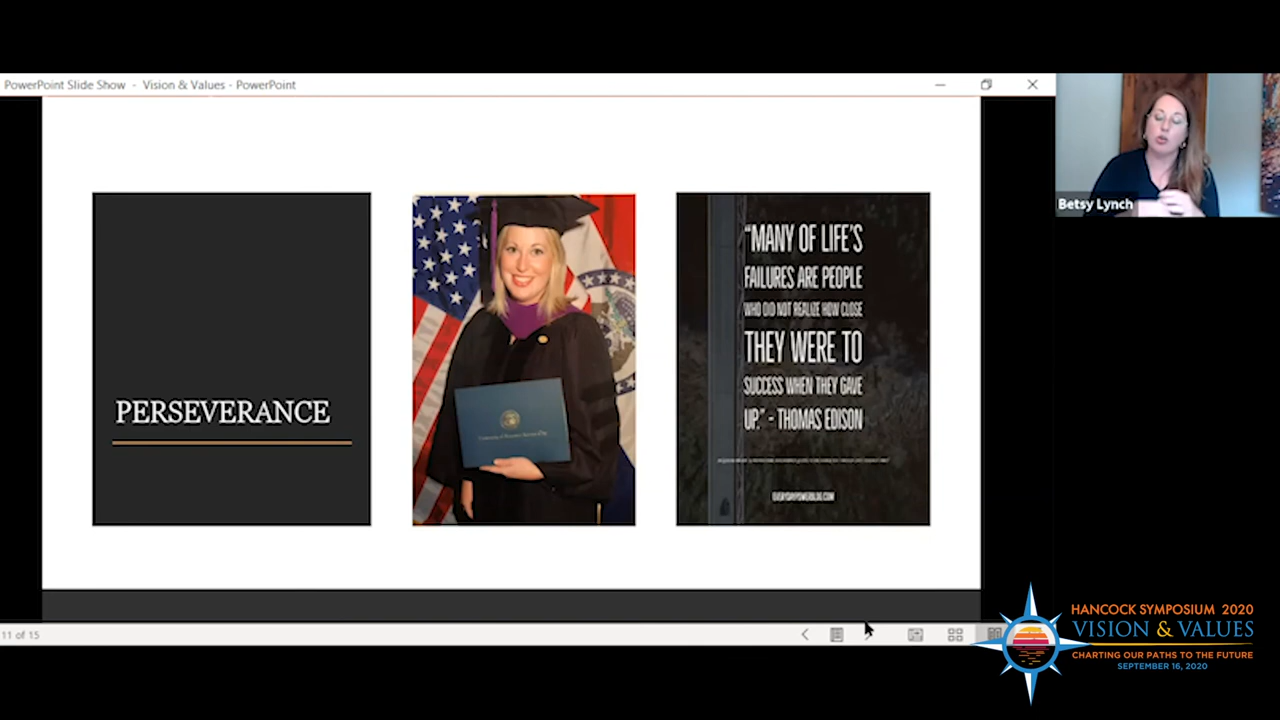 PowerPoint Slide Show - Vision & Values - PowerPoint
PERSEVERANCE
“MANY OF LIFE’S
FAILURES ARE PEOPLE
WHO DID NOT REALIZE HOW CLOSE
THEY WERE TO
SUCCESS WHEN THEY GAVE
UP.” - THOMAS EDISON
EVERYDAYPOWERBLOG.COM
11 of 15
Betsy Lynch
HANCOCK SYMPOSIUM 2020
VISION & VALUES
CHARTING OUR PATHS TO THE FUTURE
SEPTEMBER 16, 2020